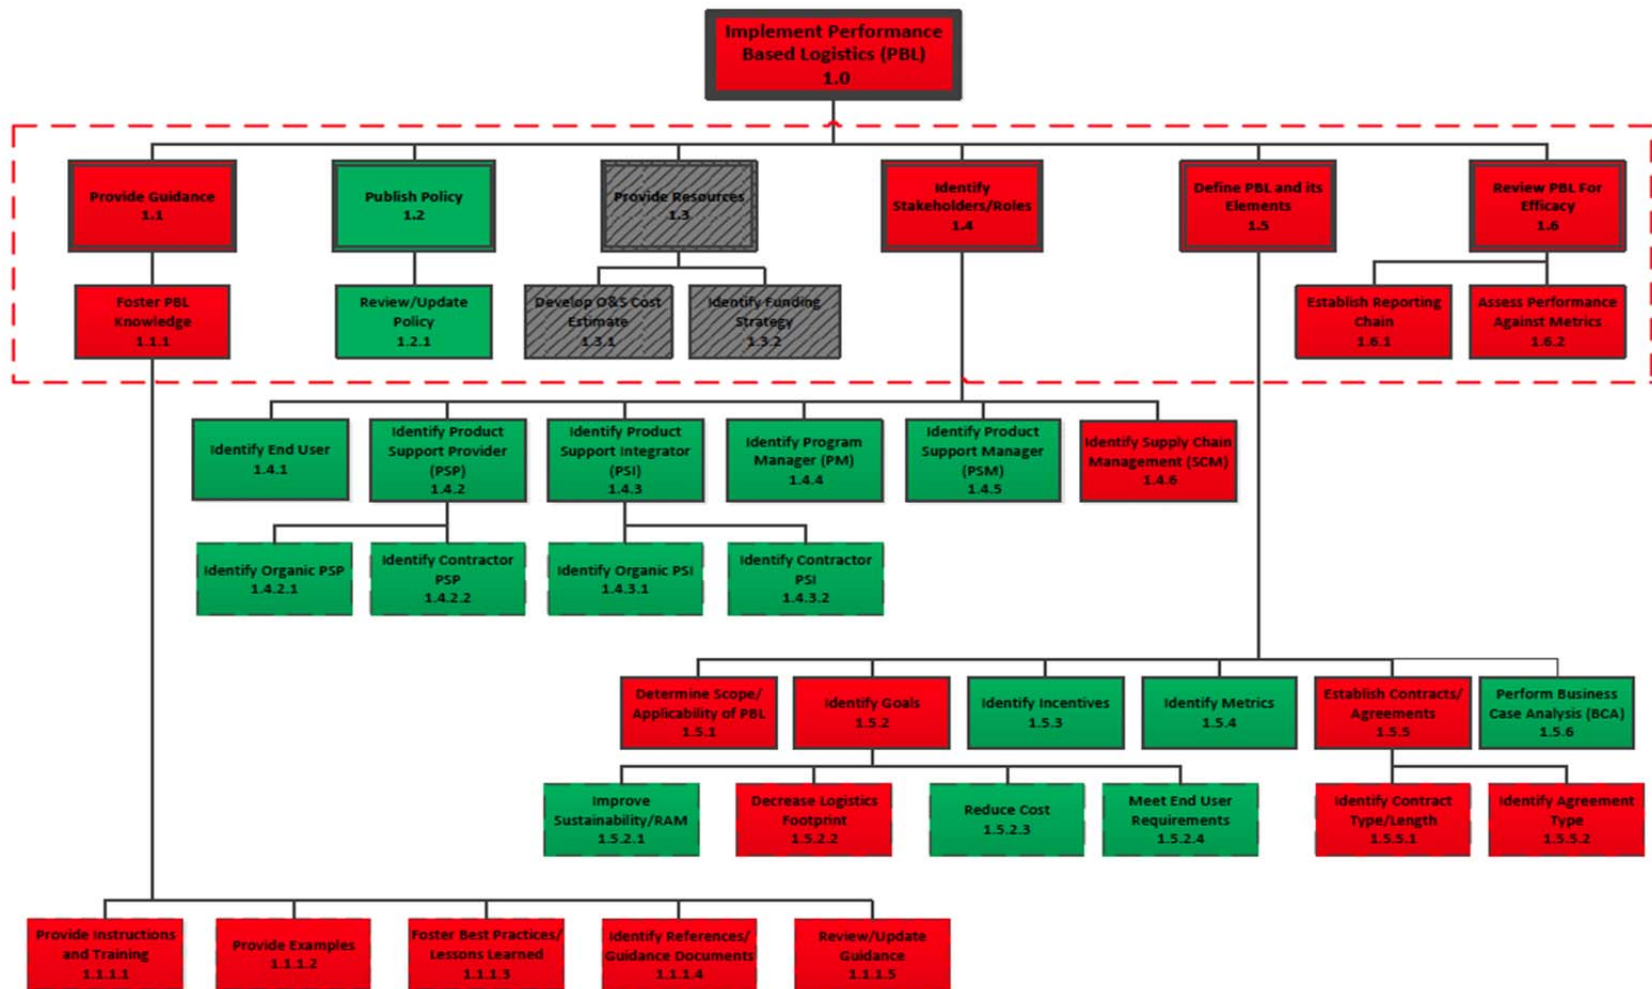 Implement Performance
Based Logistics (PBL)
1.0
Provide Guidance
1.1
Publish Policy
1.2
Provide Resources
1.3
Identify
Stakeholders/Roles
1.4
Define PBL and its
Elements
1.5
Review PBL For
Efficacy
1.6
Foster PBL
Knowledge
1.1.1
Review/Update
Policy
1.2.1
Develop O&S Cost
Estimate
1.3.1
Identify Funding
Strategy
1.3.2
Establish Reporting
Chain
1.6.1
Assess Performance
Against Metrics
1.6.2
Identify End User
1.4.1
Identify Product
Support Provider
(PSP)
1.4.2
Identify Product
Support Integrator
(PSI)
1.4.3
Identify Program
Manager (PM)
1.4.4
Identify Product
Support Manager
(PSM)
1.4.5
Identify Supply Chain
Management (SCM)
1.4.6
Identify Organic PSP
1.4.2.1
Identify Contractor
PSP
1.4.2.2
Identify Organic PSI
1.4.3.1
Identify Contractor
PSI
1.4.3.2
Determine Scope/
Applicability of PBL
1.5.1
Identify Goals
1.5.2
Identify Incentives
1.5.3
Identify Metrics
1.5.4
Establish Contracts/
Agreements
1.5.5
Perform Business
Case Analysis (BCA)
1.5.6
Improve
Sustainability/RAM
1.5.2.1
Decrease Logistics
Footprint
1.5.2.2
Reduce Cost
1.5.2.3
Meet End User
Requirements
1.5.2.4
Identify Contract
Type/Length
1.5.5.1
Identify Agreement
Type
1.5.5.2
Provide Instructions
and Training
1.1.1.1
Provide Examples
1.1.1.2
Foster Best Practices/
Lessons Learned
1.1.1.3
Identify References/
Guidance Documents
1.1.1.4
Review/Update
Guidance
1.1.1.5